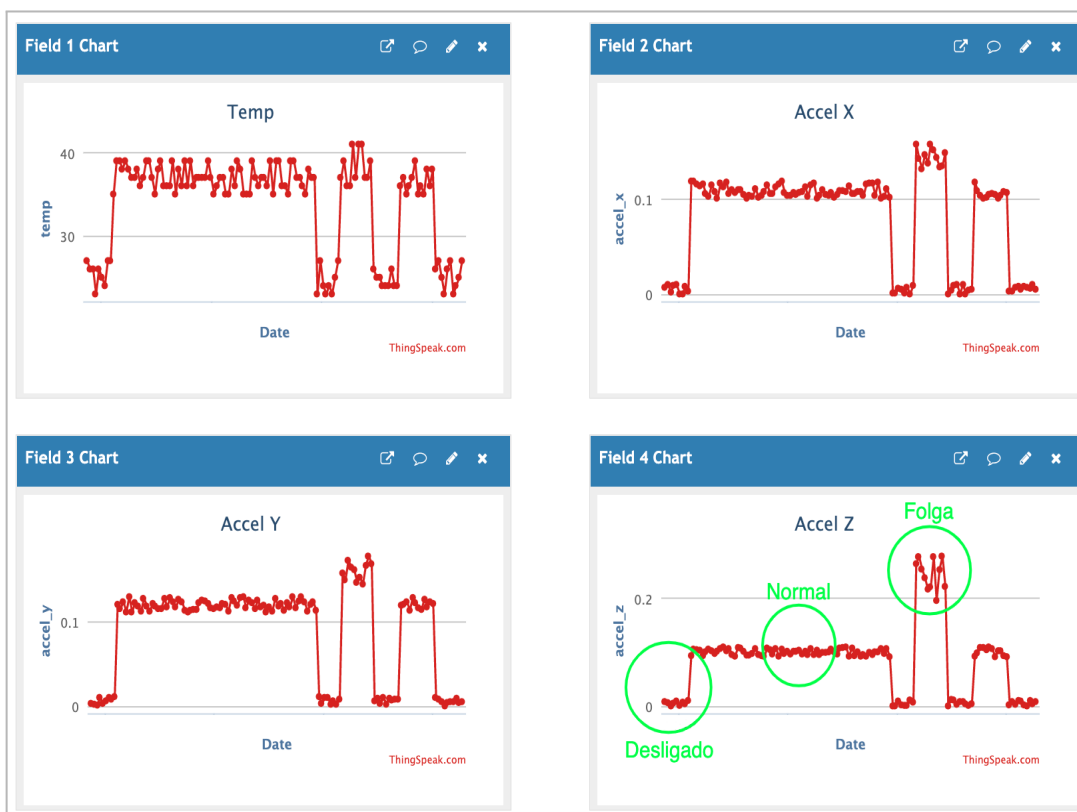 Field 1 Chart
Temp
40
30
temp
Date
ThingSpeak.com
Field 2 Chart
Accel X
0.1
0
accel_x
Date
ThingSpeak.com
Field 3 Chart
Accel Y
0.1
0
accel_y
Date
ThingSpeak.com
Field 4 Chart
Folga
Accel Z
Normal
0.2
0
accel_z
Desligado
Date
ThingSpeak.com